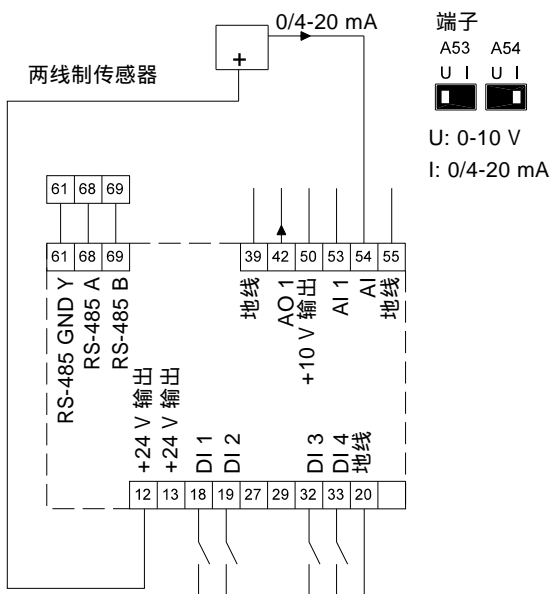 0/4-20 mA
+
两线制传感器
端子
A53 A54
U I U I
U: 0-10 V
I: 0/4-20 mA
61 68 69
61 68 69
39 42 50 53 54 55
RS-485 GND Y
RS-485 A
RS-485 B
地线
AO 1
+10 V 输出
AI 1
AI
地线
+24 V 输出
+24 V 输出
DI 1
DI 2
DI 3
DI 4
地线
12 13 18 19 27 29 32 33 20